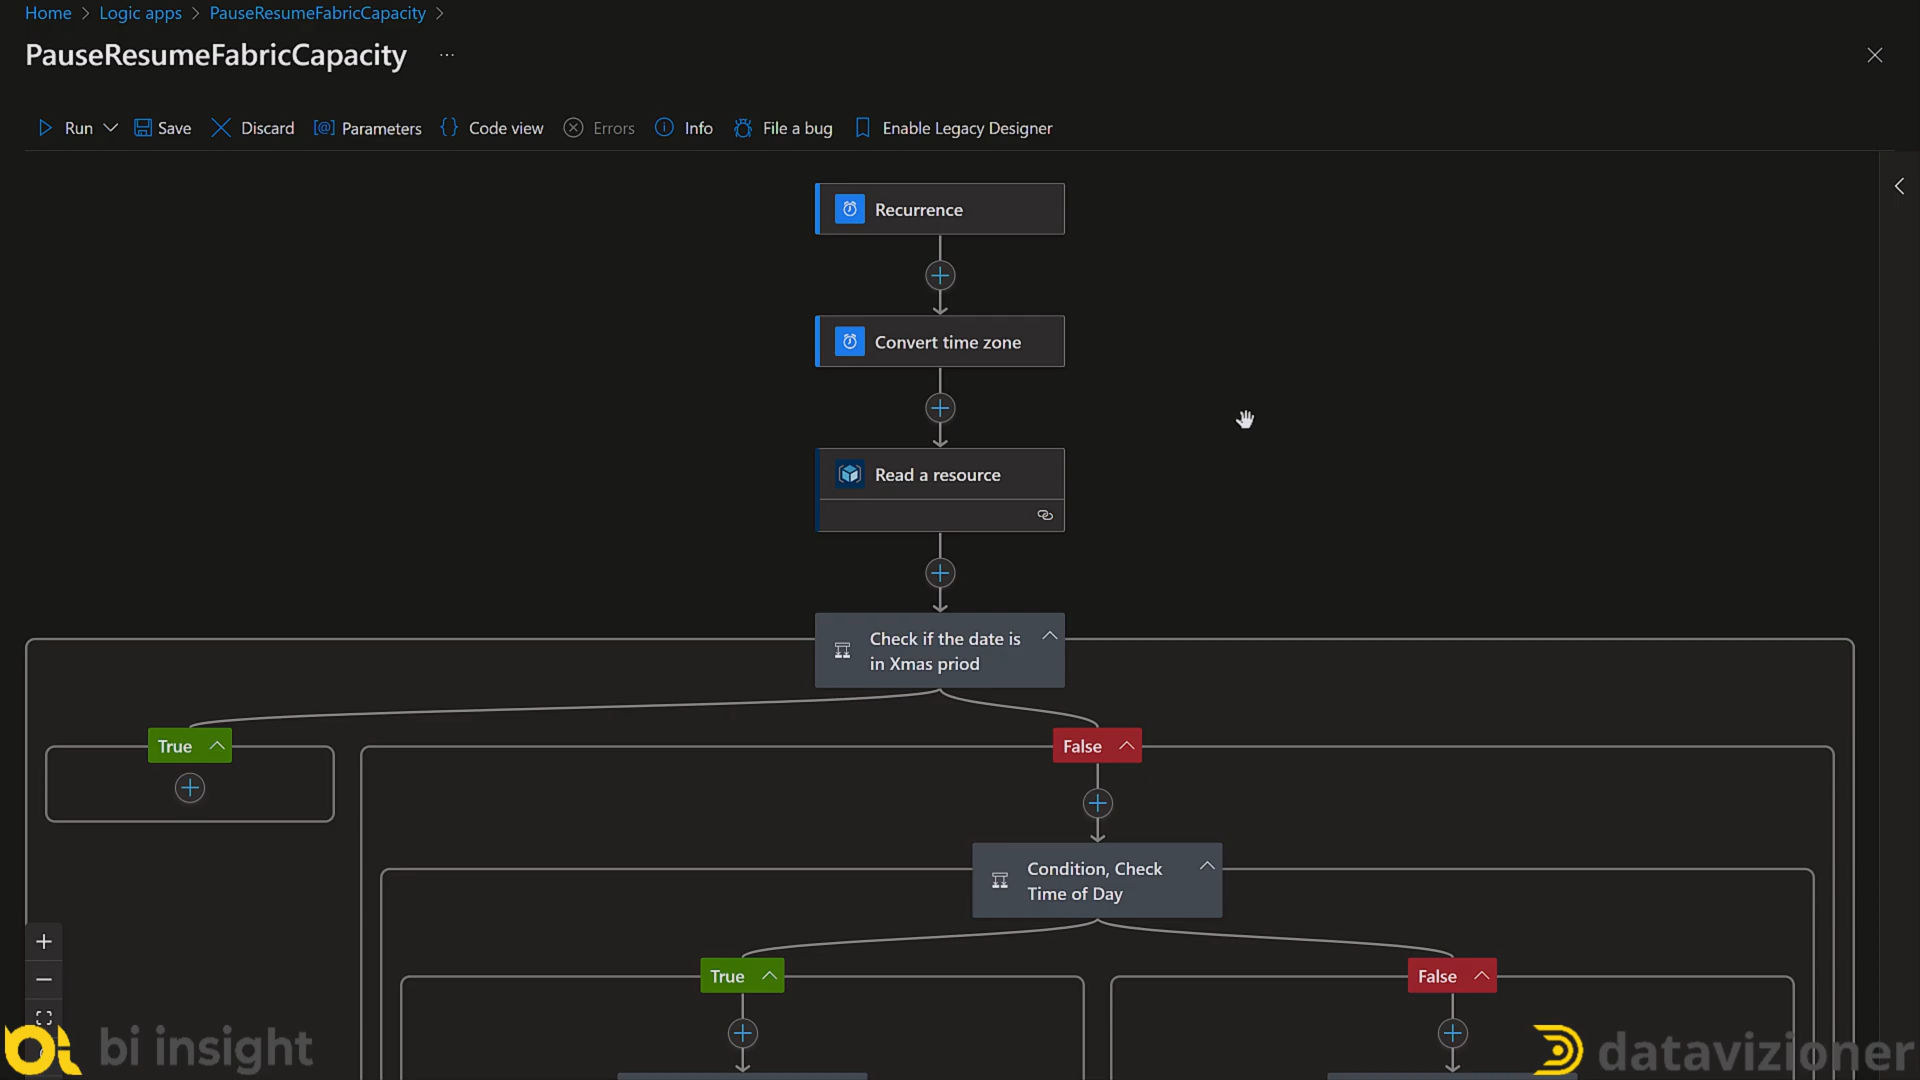 Home > Logic apps > PauseResumeFabricCapacity >
PauseResumeFabricCapacity ...
Run Save Discard Parameters Code view Errors Info File a bug Enable Legacy Designer
Recurrence
Convert time zone
Read a resource
Check if the date is
in Xmas priod
True
False
Condition, Check
Time of Day
True
False
bi insight
datavizioner